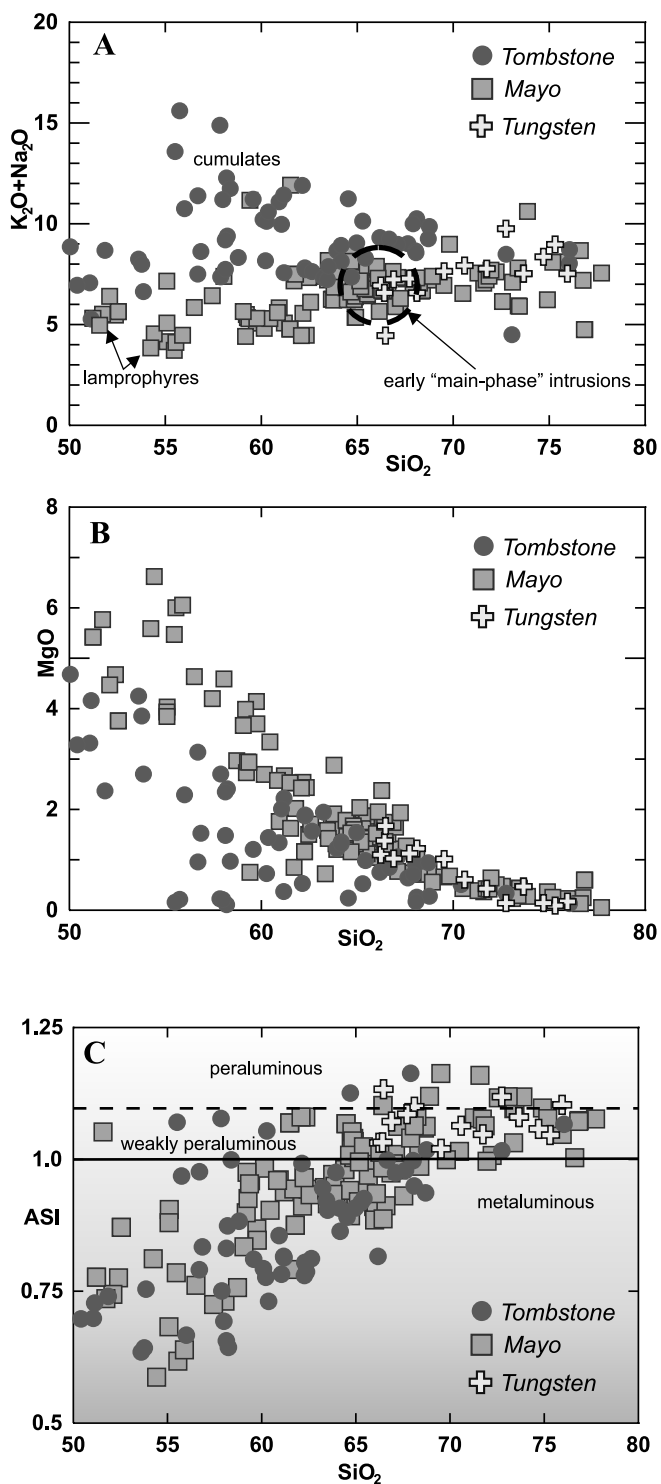 A
20
15
10
5
0
K₂O+Na₂O
Tombstone
Mayo
Tungsten
cumulates
lamprophyres
early “main-phase” intrusions
50 55 60 65 70 75 80
SiO₂
B
8
6
4
2
0
MgO
Tombstone
Mayo
Tungsten
50 60 70 80
SiO₂
C
1.25
1.0
ASI
0.75
0.5
peraluminous
weakly peraluminous
metaluminous
Tombstone
Mayo
Tungsten
50 55 60 65 70 75 80
SiO₂